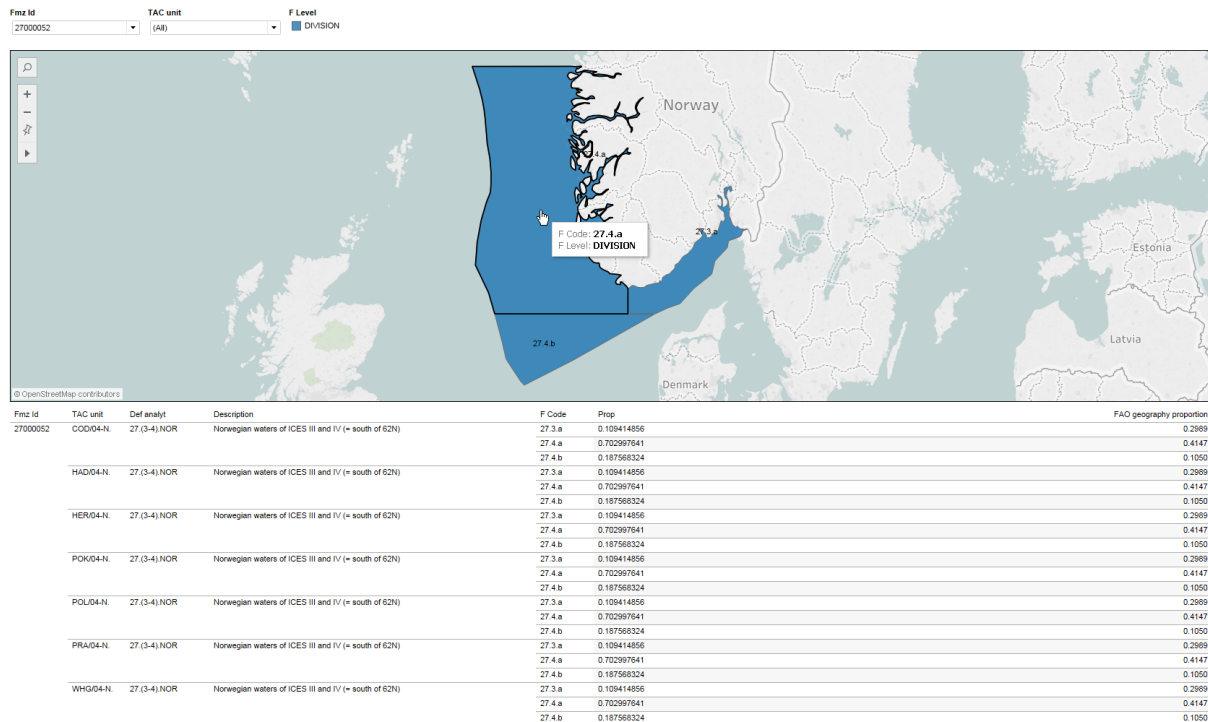 Fmz Id TAC unit F Level
27000052 (All) DIVISION
Norway
27.4.a
F Code: 27.4.a
F Level: DIVISION
27.3.a
Estonia
27.4.b
Latvia
Denmark
© OpenStreetMap contributors
Fmz Id TAC unit Def analyt Description F Code Prop FAO geography proportion
27000052 COD/04-N. 27.(3-4).NOR Norwegian waters of ICES III and IV (= south of 62N) 27.3.a 0.109414856 0.2989
27.4.a 0.702997641 0.4147
27.4.b 0.187568324 0.1050
HAD/04-N. 27.(3-4).NOR Norwegian waters of ICES III and IV (= south of 62N) 27.3.a 0.109414856 0.2989
27.4.a 0.702997641 0.4147
27.4.b 0.187568324 0.1050
HER/04-N. 27.(3-4).NOR Norwegian waters of ICES III and IV (= south of 62N) 27.3.a 0.109414856 0.2989
27.4.a 0.702997641 0.4147
27.4.b 0.187568324 0.1050
POK/04-N. 27.(3-4).NOR Norwegian waters of ICES III and IV (= south of 62N) 27.3.a 0.109414856 0.2989
27.4.a 0.702997641 0.4147
27.4.b 0.187568324 0.1050
POL/04-N. 27.(3-4).NOR Norwegian waters of ICES III and IV (= south of 62N) 27.3.a 0.109414856 0.2989
27.4.a 0.702997641 0.4147
27.4.b 0.187568324 0.1050
PRA/04-N. 27.(3-4).NOR Norwegian waters of ICES III and IV (= south of 62N) 27.3.a 0.109414856 0.2989
27.4.a 0.702997641 0.4147
27.4.b 0.187568324 0.1050
WHG/04-N. 27.(3-4).NOR Norwegian waters of ICES III and IV (= south of 62N) 27.3.a 0.109414856 0.2989
27.4.a 0.702997641 0.4147
27.4.b 0.187568324 0.1050